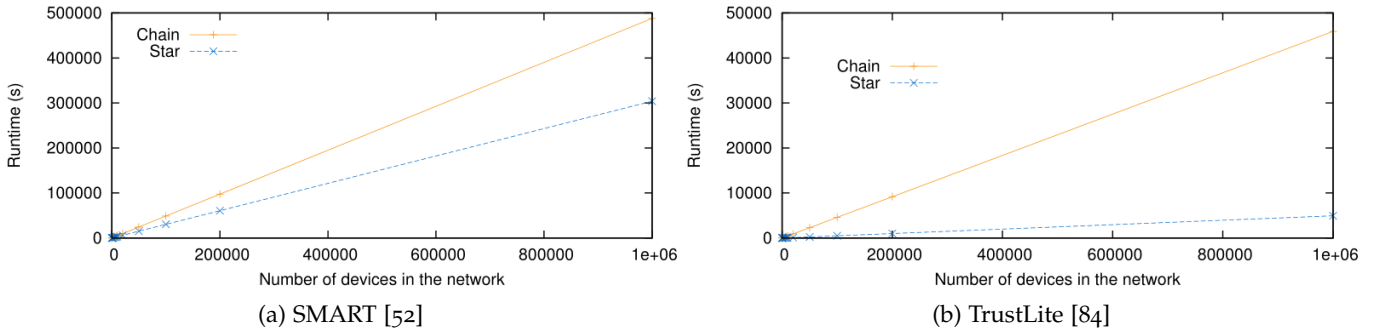 500000
400000
300000
200000
100000
0
Runtime (s)
Chain
Star
0 200000 400000 600000 800000 1e+06
Number of devices in the network
(a) SMART [52]
50000
40000
30000
20000
10000
0
Runtime (s)
Chain
Star
0 200000 400000 600000 800000 1e+06
Number of devices in the network
(b) TrustLite [84]